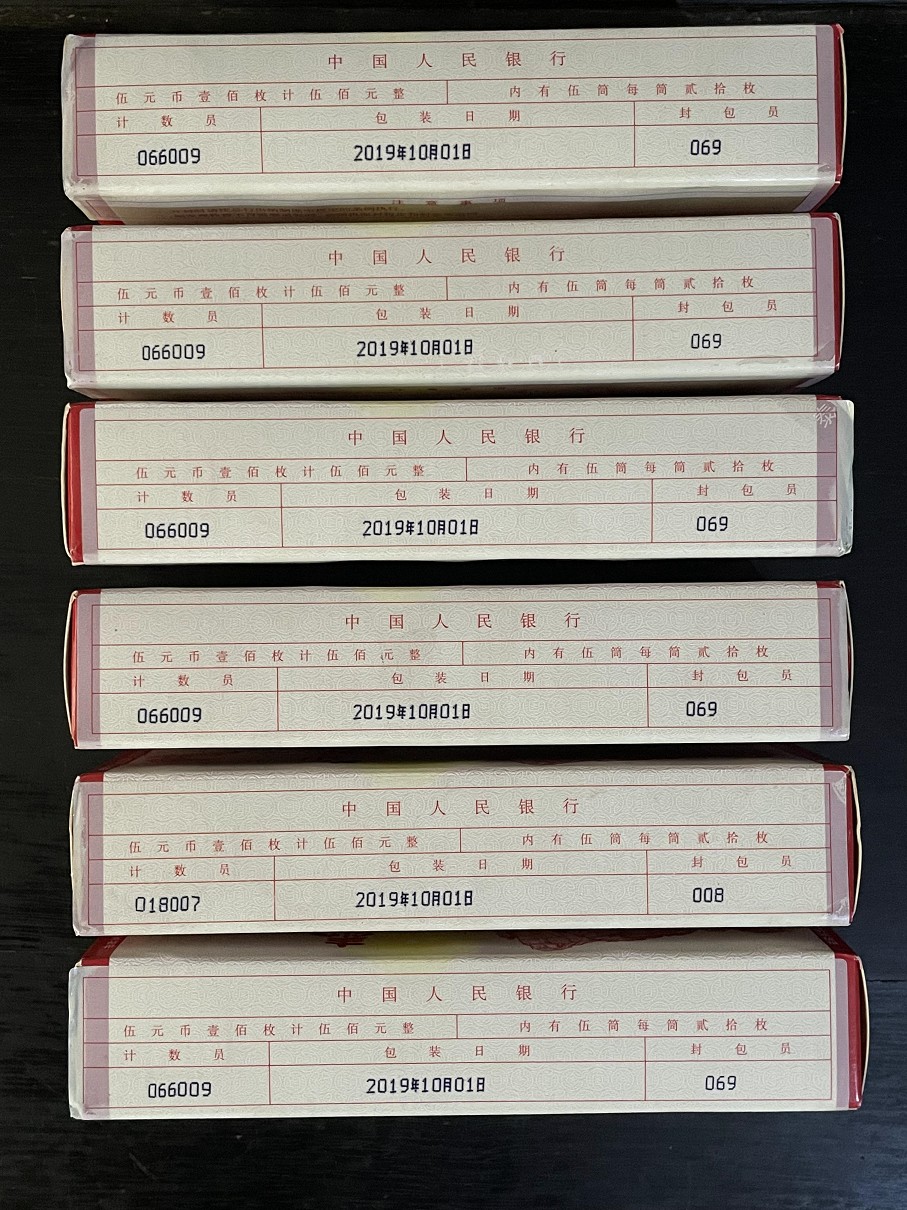 中国人民银行
伍元币壹佰枚计伍佰元整 内有伍筒每筒贰拾枚
计数员 包装日期 封包员
066009 2019年10月01日 069
注意事项
中国人民银行
伍元币壹佰枚计伍佰元整 内有伍筒每筒贰拾枚
计数员 包装日期 封包员
066009 2019年10月01日 069
中国人民银行
伍元币壹佰枚计伍佰元整 内有伍筒每筒贰拾枚
计数员 包装日期 封包员
066009 2019年10月01日 069
中国人民银行
伍元币壹佰枚计伍佰元整 内有伍筒每筒贰拾枚
计数员 包装日期 封包员
066009 2019年10月01日 069
中国人民银行
伍元币壹佰枚计伍佰元整 内有伍筒每筒贰拾枚
计数员 包装日期 封包员
018007 2019年10月01日 008
中国人民银行
伍元币壹佰枚计伍佰元整 内有伍筒每筒贰拾枚
计数员 包装日期 封包员
066009 2019年10月01日 069